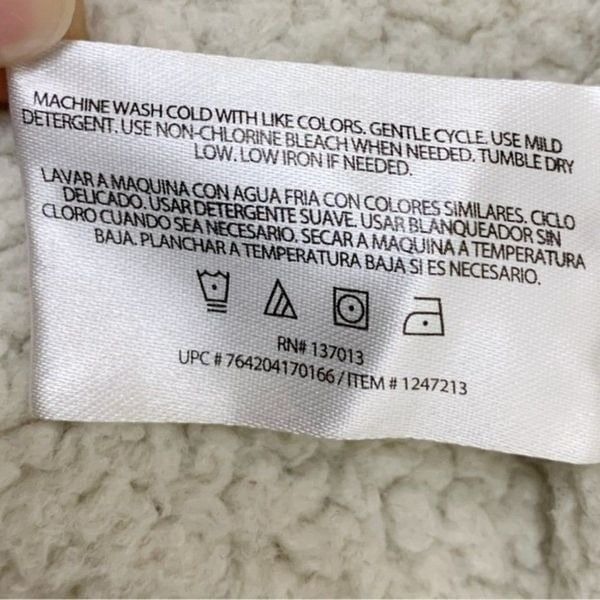 MACHINE WASH COLD WITH LIKE COLORS. GENTLE CYCLE. USE MILD
DETERGENT. USE NON-CHLORINE BLEACH WHEN NEEDED. TUMBLE DRY
LOW. LOW IRON IF NEEDED.
LAVAR A MAQUINA CON AGUA FRIA CON COLORES SIMILARES. CICLO
DELICADO. USAR DETERGENTE SUAVE. USAR BLANQUEADOR SIN
CLORO CUANDO SEA NECESARIO. SECAR A MAQUINA A TEMPERATURA
BAJA. PLANCHAR A TEMPERATURA BAJA SI ES NECESARIO.
RN# 137013
UPC # 764204170166 / ITEM # 1247213